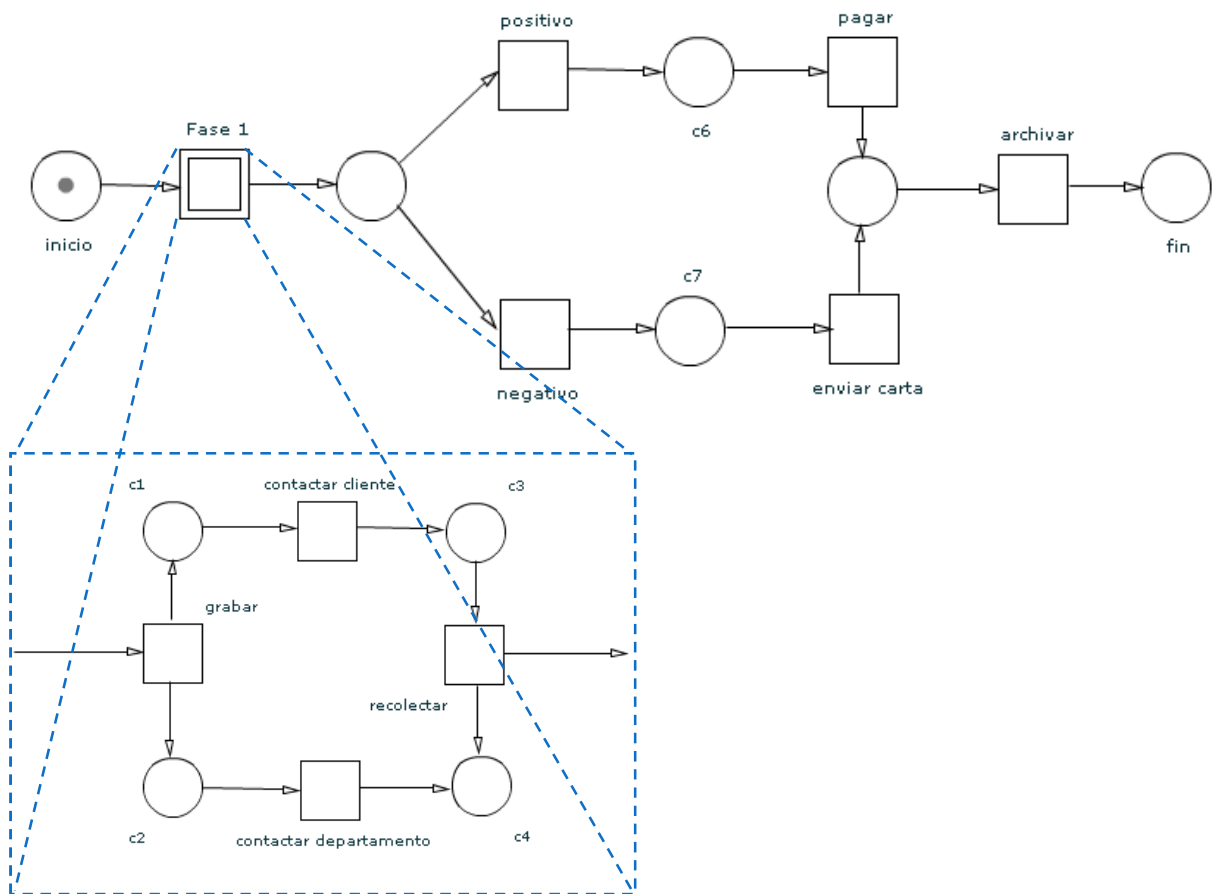 positivo
pagar
c6
Fase 1
archivar
inicio
fin
c7
negativo
enviar carta
c1
contactar cliente
c3
grabar
recolectar
c2
contactar departamento
c4